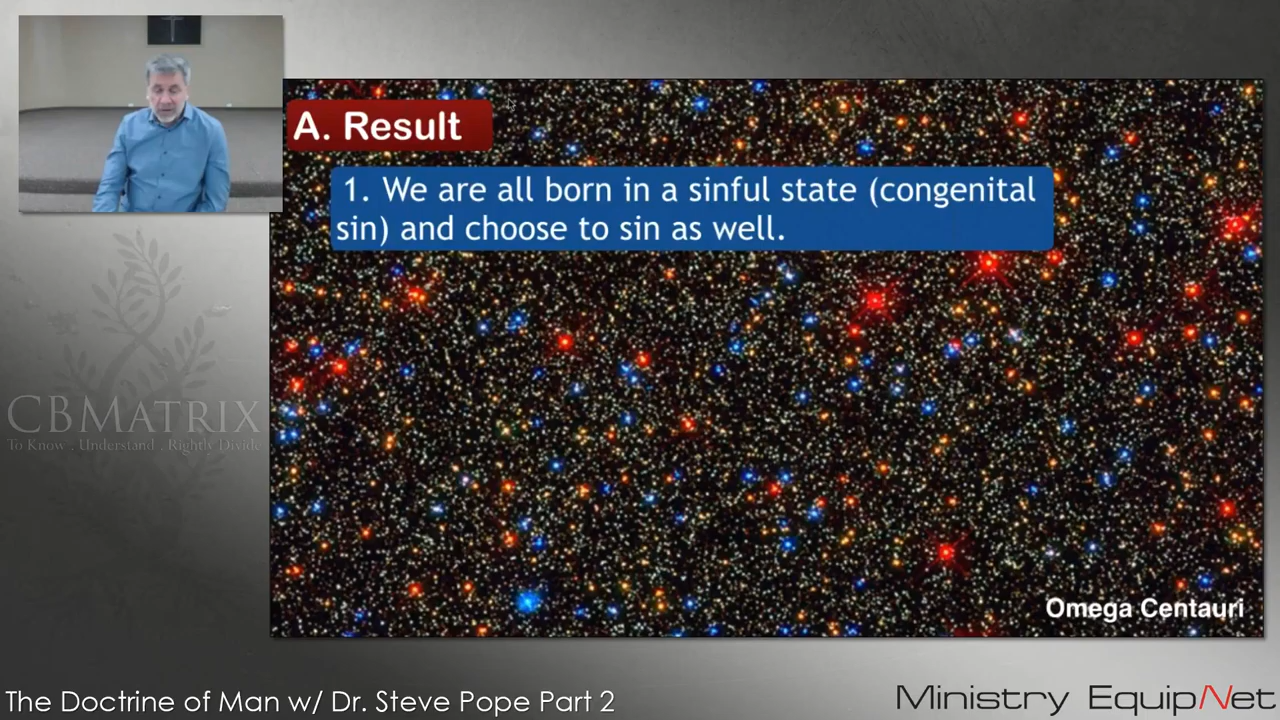 A. Result
1. We are all born in a sinful state (congenital
sin) and choose to sin as well.
CBMATRIX
To Know , Understand , Rightly Divide
Omega Centauri
The Doctrine of Man w/ Dr. Steve Pope Part 2
Ministry EquipNet